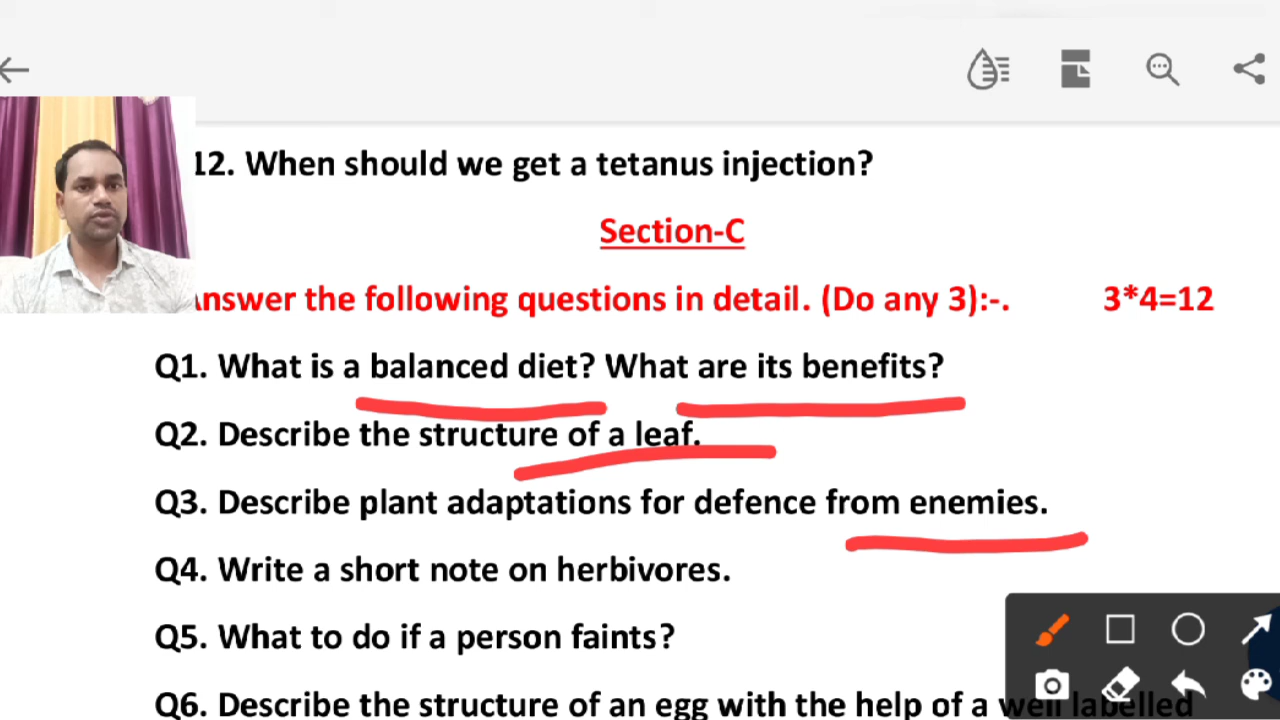 12. When should we get a tetanus injection?
Section-C
Answer the following questions in detail. (Do any 3):-. 3*4=12
Q1. What is a balanced diet? What are its benefits?
Q2. Describe the structure of a leaf.
Q3. Describe plant adaptations for defence from enemies.
Q4. Write a short note on herbivores.
Q5. What to do if a person faints?
Q6. Describe the structure of an egg with the help of a well labelled